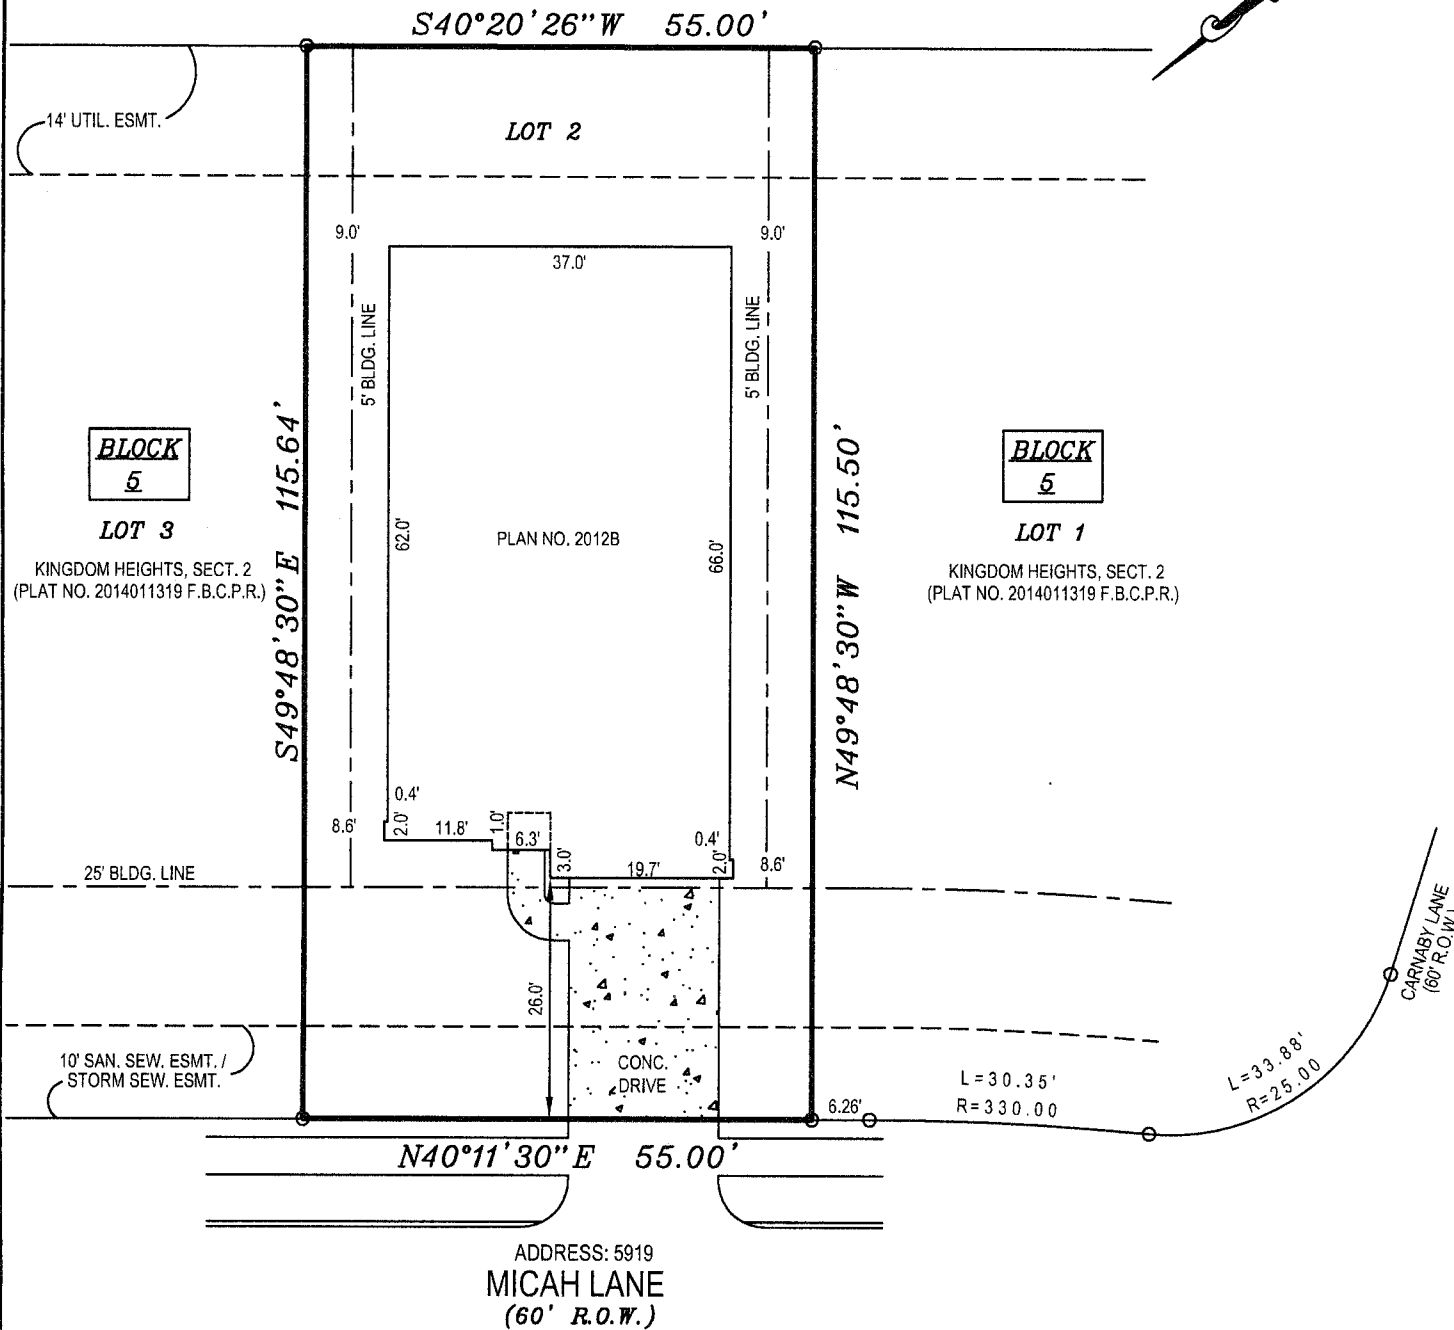 S40°20'26"W 55.00'
14' UTIL. ESMT.
LOT 2
9.0'
9.0'
37.0'
5' BLDG. LINE
5' BLDG. LINE
S49°48'30"E 115.64'
N49°48'30"W 115.50'
BLOCK
5
LOT 3
KINGDOM HEIGHTS, SECT. 2
(PLAT NO. 2014011319 F.B.C.P.R.)
62.0'
PLAN NO. 2012B
66.0'
BLOCK
5
LOT 1
KINGDOM HEIGHTS, SECT. 2
(PLAT NO. 2014011319 F.B.C.P.R.)
0.4'
8.6'
2.0'
11.8'
1.0'
6.3'
3.0'
19.7'
0.4'
2.0'
8.6'
25' BLDG. LINE
26.0'
CARNABY LANE
(60' R.O.W.)
10' SAN. SEW. ESMT. /
STORM SEW. ESMT.
CONC.
DRIVE
6.26'
L=30.35'
R=330.00
L=33.88'
R=25.00
N40°11'30"E 55.00'
ADDRESS: 5919
MICAH LANE
(60' R.O.W.)